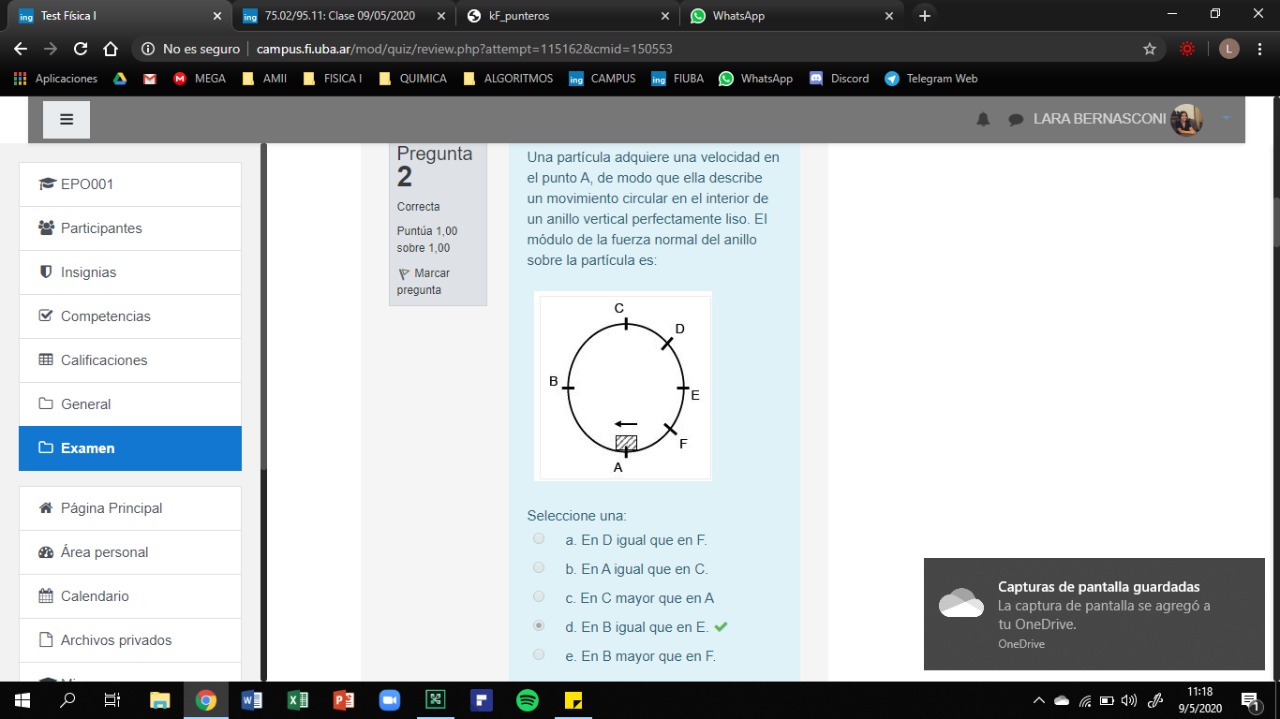 Test Física I
75.02/95.11: Clase 09/05/2020
kF_punteros
WhatsApp
No es seguro
campus.fi.uba.ar/mod/quiz/review.php?attempt=115162&cmid=150553
L
Aplicaciones
MEGA
AMII
FISICA I
QUIMICA
ALGORITMOS
CAMPUS
FIUBA
WhatsApp
Discord
Telegram Web
LARA BERNASCONI
EPO001
Participantes
Insignias
Competencias
Calificaciones
General
Examen
Página Principal
Área personal
Calendario
Archivos privados
Pregunta
2
Correcta
Puntúa 1,00
sobre 1,00
Marcar
pregunta
Una partícula adquiere una velocidad en
el punto A, de modo que ella describe
un movimiento circular en el interior de
un anillo vertical perfectamente liso. El
módulo de la fuerza normal del anillo
sobre la partícula es:
C
D
B
E
F
A
Seleccione una:
a. En D igual que en F.
b. En A igual que en C.
c. En C mayor que en A
d. En B igual que en E.
e. En B mayor que en F.
Capturas de pantalla guardadas
La captura de pantalla se agregó a
tu OneDrive.
OneDrive
11:18
9/5/2020
1